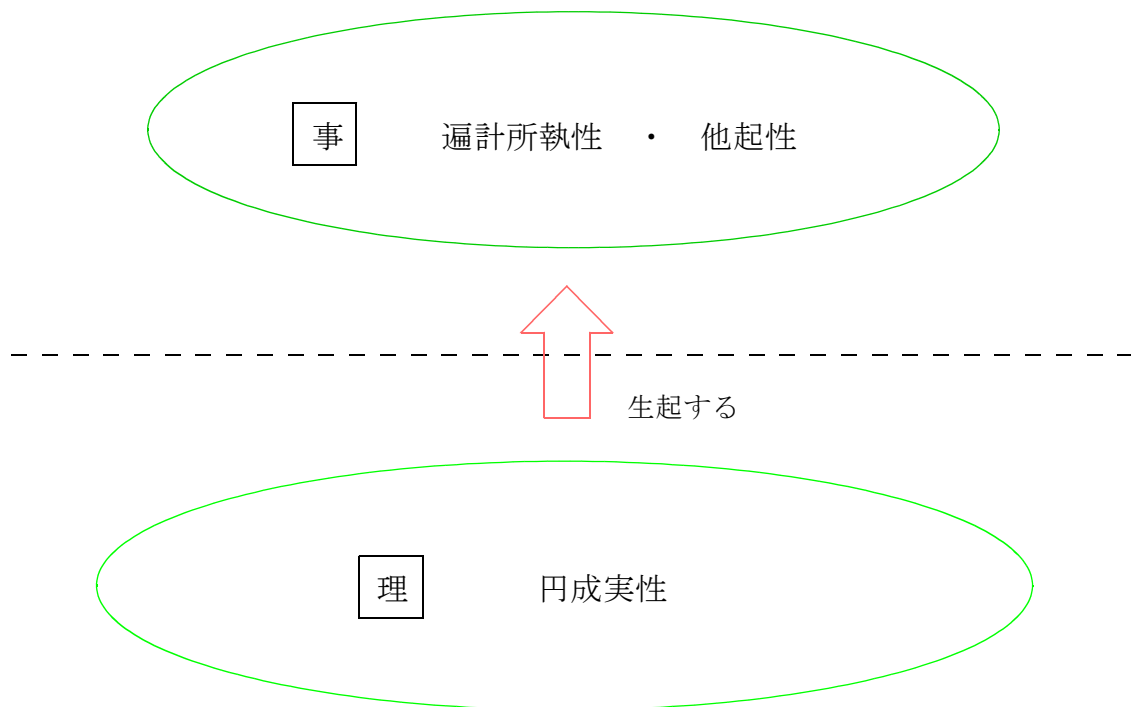 事 遍計所執性 ・ 他起性
生起する
理 円成実性